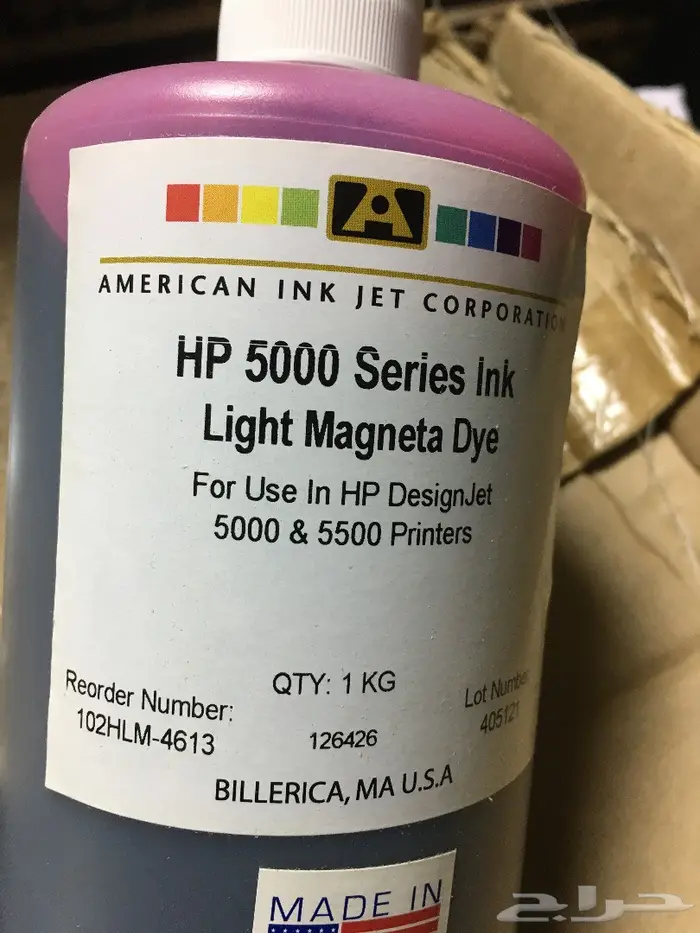 AMERICAN INK JET CORPORATION
HP 5000 Series Ink
Light Magneta Dye
For Use In HP DesignJet
5000 & 5500 Printers
QTY: 1 KG
Reorder Number:
102HLM-4613
126426
Lot Number
405121
BILLERICA, MA U.S.A
MADE IN
حراج